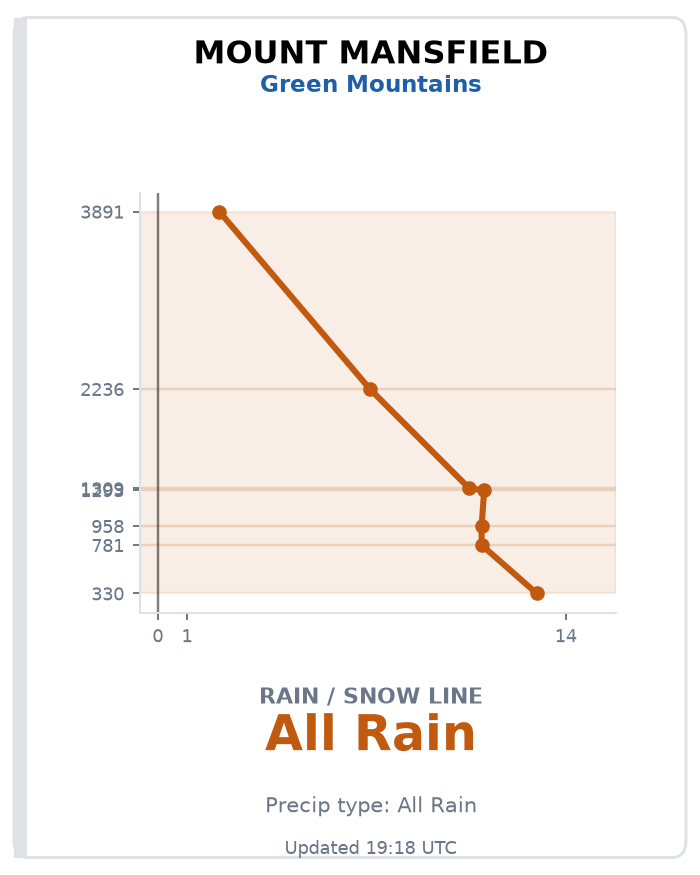 MOUNT MANSFIELD
Green Mountains
3891
2236
958
781
330
0 1 14
RAIN / SNOW LINE
All Rain
Precip type: All Rain
Updated 19:18 UTC